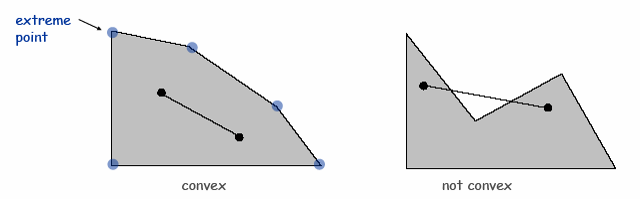 extreme
point
convex
not convex